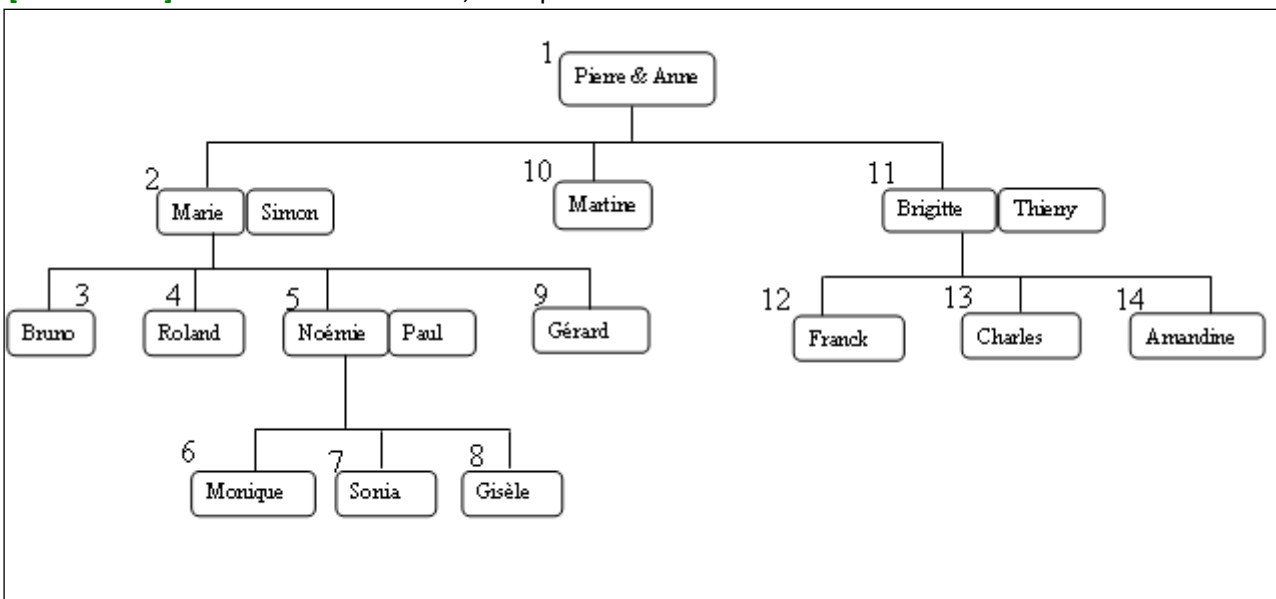 1
Pierre & Anne
2
Marie Simon
10
Martine
11
Brigitte Thierry
3
Bruno
4
Roland
5
Noémie Paul
9
Gérard
12
Franck
13
Charles
14
Amandine
6
Monique
7
Sonia
8
Gisèle